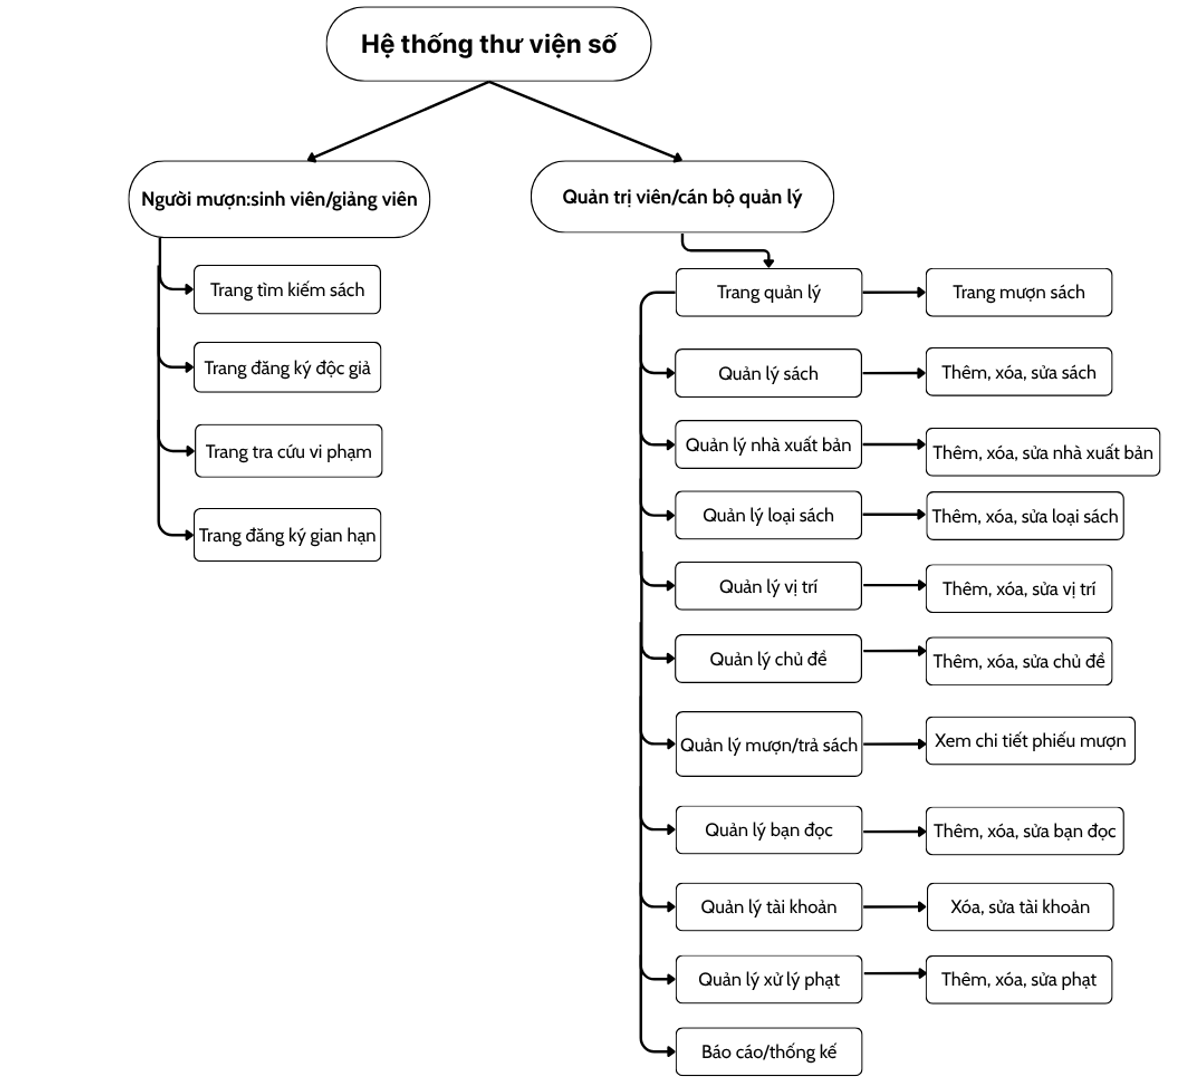 Hệ thống thư viện số
Người mượn:sinh viên/giảng viên
Quản trị viên/cán bộ quản lý
Trang tìm kiếm sách
Trang đăng ký độc giả
Trang tra cứu vi phạm
Trang đăng ký gian hạn
Trang quản lý
Trang mượn sách
Quản lý sách
Thêm, xóa, sửa sách
Quản lý nhà xuất bản
Thêm, xóa, sửa nhà xuất bản
Quản lý loại sách
Thêm, xóa, sửa loại sách
Quản lý vị trí
Thêm, xóa, sửa vị trí
Quản lý chủ đề
Thêm, xóa, sửa chủ đề
Quản lý mượn/trả sách
Xem chi tiết phiếu mượn
Quản lý bạn đọc
Thêm, xóa, sửa bạn đọc
Quản lý tài khoản
Xóa, sửa tài khoản
Quản lý xử lý phạt
Thêm, xóa, sửa phạt
Báo cáo/thống kế